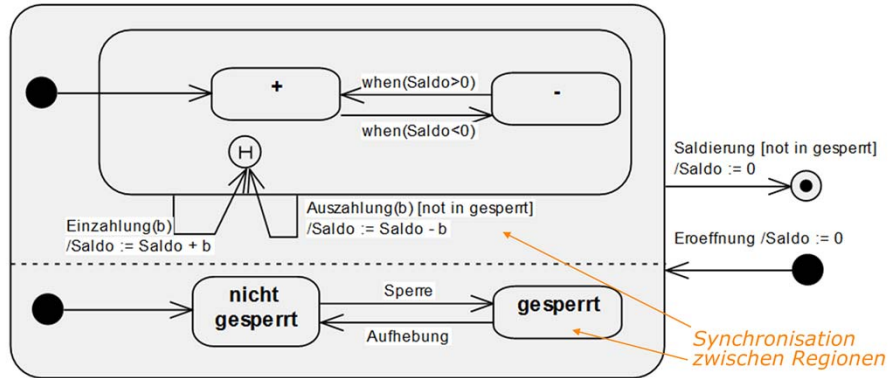 +
-
when(Saldo>0)
when(Saldo<0)
H
Saldierung [not in gesperrt]
/Saldo := 0
Einzahlung(b)
/Saldo := Saldo + b
Auszahlung(b) [not in gesperrt]
/Saldo := Saldo - b
Eroeffnung /Saldo := 0
nicht
gesperrt
Sperre
Aufhebung
gesperrt
Synchronisation
zwischen Regionen